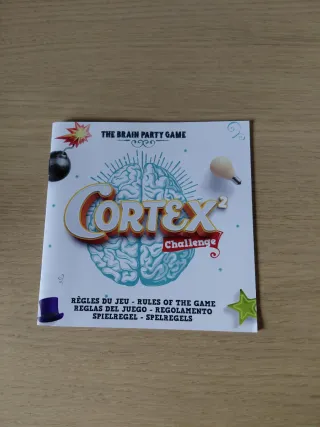 THE BRAIN PARTY GAME
CORTEX²
Challenge
RÈGLES DU JEU - RULES OF THE GAME
REGLAS DEL JUEGO - REGOLAMENTO
SPIELREGEL - SPELREGELS